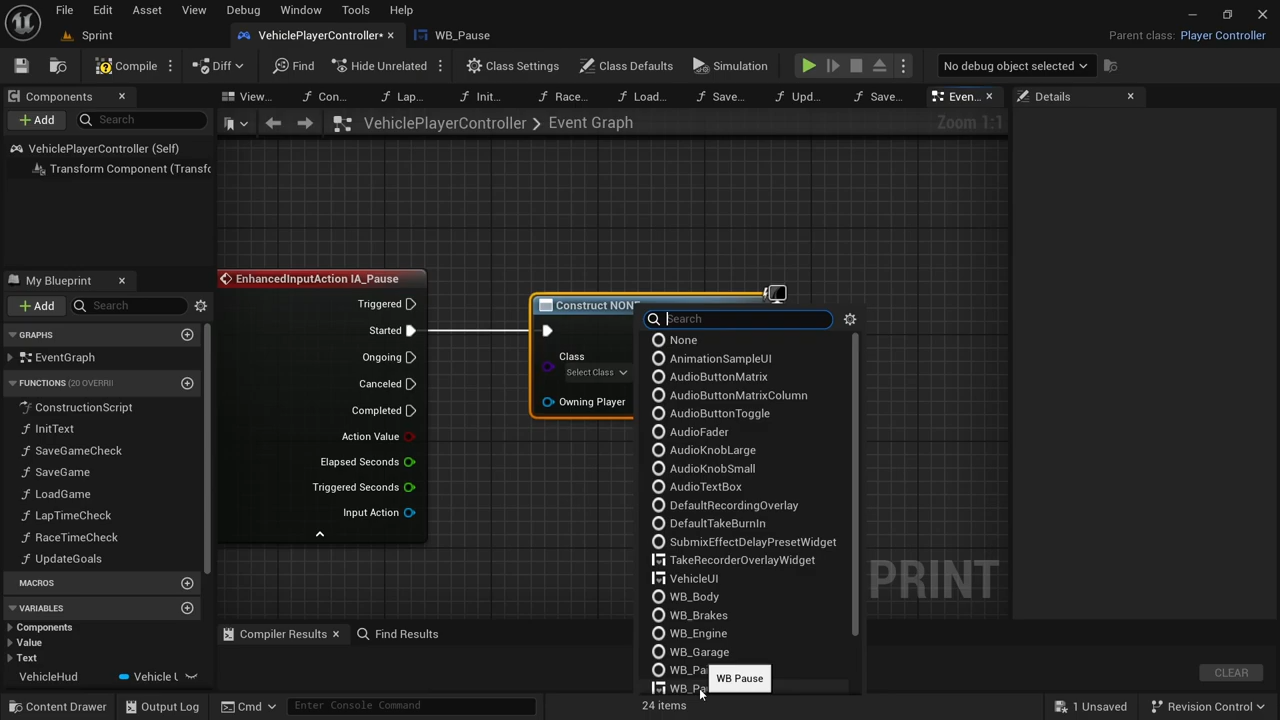 File Edit Asset View Debug Window Tools Help
Sprint VehiclePlayerController* WB_Pause Parent class: Player Controller
Compile Diff Find Hide Unrelated Class Settings Class Defaults Simulation No debug object selected
Components View... Con... Lap... Init... Race... Load... Save... Upd... Save... Even... Details
Add Search VehiclePlayerController > Event Graph Zoom 1:1
VehiclePlayerController (Self)
Transform Component (Transfo
My Blueprint
Add Search
GRAPHS
EventGraph
FUNCTIONS (20 OVERRI
ConstructionScript
InitText
SaveGameCheck
SaveGame
LoadGame
LapTimeCheck
RaceTimeCheck
UpdateGoals
MACROS
VARIABLES
Components
Value
Text
VehicleHud Vehicle
EnhancedInputAction IA_Pause
Triggered
Started
Ongoing
Canceled
Completed
Action Value
Elapsed Seconds
Triggered Seconds
Input Action
Construct NONE
Class
Select Class
Owning Player
Search
None
AnimationSampleUI
AudioButtonMatrix
AudioButtonMatrixColumn
AudioButtonToggle
AudioFader
AudioKnobLarge
AudioKnobSmall
AudioTextBox
DefaultRecordingOverlay
DefaultTakeBurnIn
SubmixEffectDelayPresetWidget
TakeRecorderOverlayWidget
VehicleUI
WB_Body
WB_Brakes
WB_Engine
WB_Garage
WB_Pa
WB_Pa
WB Pause
24 items
PRINT
Compiler Results Find Results
CLEAR
Content Drawer Output Log Cmd Enter Console Command 1 Unsaved Revision Control